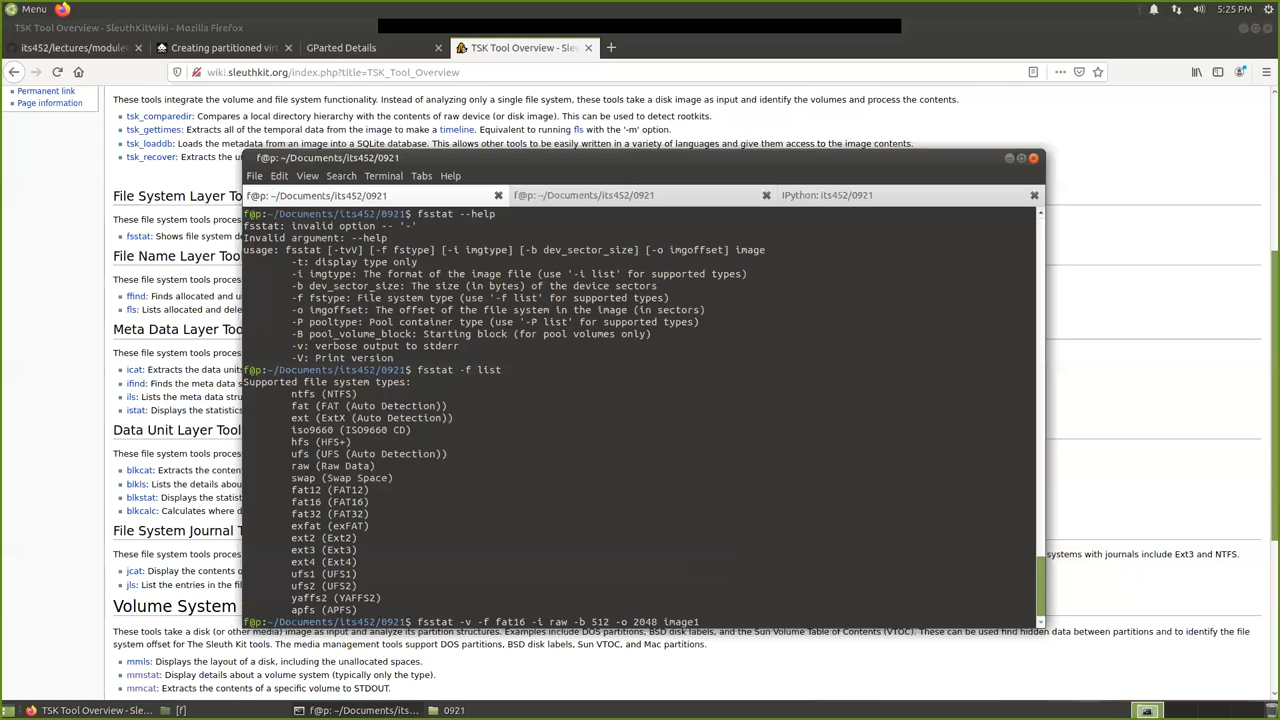 Menu
5:25 PM
TSK Tool Overview - SleuthKitWiki - Mozilla Firefox
its452/lectures/module
Creating partitioned virt
GParted Details
TSK Tool Overview - Sle
wiki.sleuthkit.org/index.php?title=TSK_Tool_Overview
Permanent link
Page information
These tools integrate the volume and file system functionality. Instead of analyzing only a single file system, these tools take a disk image as input and identify the volumes and process the contents.
tsk_comparedir: Compares a local directory hierarchy with the contents of raw device (or disk image). This can be used to detect rootkits.
tsk_gettimes: Extracts all of the temporal data from the image to make a timeline. Equivalent to running fls with the '-m' option.
tsk_loaddb: Loads the metadata from an image into a SQLite database. This allows other tools to be easily written in a variety of languages and give them access to the image contents.
tsk_recover: Extracts the u
File System Layer To
These file system tools proces
fsstat: Shows file system de
File Name Layer Too
These file system tools proces
ffind: Finds allocated and u
fls: Lists allocated and dele
Meta Data Layer Too
These file system tools proces
icat: Extracts the data units
ifind: Finds the meta data s
ils: Lists the meta data stru
istat: Displays the statistics
Data Unit Layer Tool
These file system tools proces
blkcat: Extracts the content
blkls: Lists the details about
blkstat: Displays the statist
blkcalc: Calculates where d
File System Journal T
These file system tools proces
systems with journals include Ext3 and NTFS.
jcat: Display the contents o
jls: List the entries in the fil
Volume System
f@p: ~/Documents/its452/0921
File Edit View Search Terminal Tabs Help
f@p: ~/Documents/its452/0921
f@p: ~/Documents/its452/0921
IPython: its452/0921
f@p:~/Documents/its452/0921$ fsstat --help
fsstat: invalid option -- '-'
Invalid argument: --help
usage: fsstat [-tvV] [-f fstype] [-i imgtype] [-b dev_sector_size] [-o imgoffset] image
-t: display type only
-i imgtype: The format of the image file (use '-i list' for supported types)
-b dev_sector_size: The size (in bytes) of the device sectors
-f fstype: File system type (use '-f list' for supported types)
-o imgoffset: The offset of the file system in the image (in sectors)
-P pooltype: Pool container type (use '-P list' for supported types)
-B pool_volume_block: Starting block (for pool volumes only)
-v: verbose output to stderr
-V: Print version
f@p:~/Documents/its452/0921$ fsstat -f list
Supported file system types:
ntfs (NTFS)
fat (FAT (Auto Detection))
ext (ExtX (Auto Detection))
iso9660 (ISO9660 CD)
hfs (HFS+)
ufs (UFS (Auto Detection))
raw (Raw Data)
swap (Swap Space)
fat12 (FAT12)
fat16 (FAT16)
fat32 (FAT32)
exfat (exFAT)
ext2 (Ext2)
ext3 (Ext3)
ext4 (Ext4)
ufs1 (UFS1)
ufs2 (UFS2)
yaffs2 (YAFFS2)
apfs (APFS)
f@p:~/Documents/its452/0921$ fsstat -v -f fat16 -i raw -b 512 -o 2048 image1
These tools take a disk (or other media) image as input and analyze its partition structures. Examples include DOS partitions, BSD disk labels, and the Sun Volume Table of Contents (VTOC). These can be used find hidden data between partitions and to identify the file
system offset for The Sleuth Kit tools. The media management tools support DOS partitions, BSD disk labels, Sun VTOC, and Mac partitions.
mmls: Displays the layout of a disk, including the unallocated spaces.
mmstat: Display details about a volume system (typically only the type).
mmcat: Extracts the contents of a specific volume to STDOUT.
TSK Tool Overview - S...
[f]
f@p: ~/Documents/its...
0921